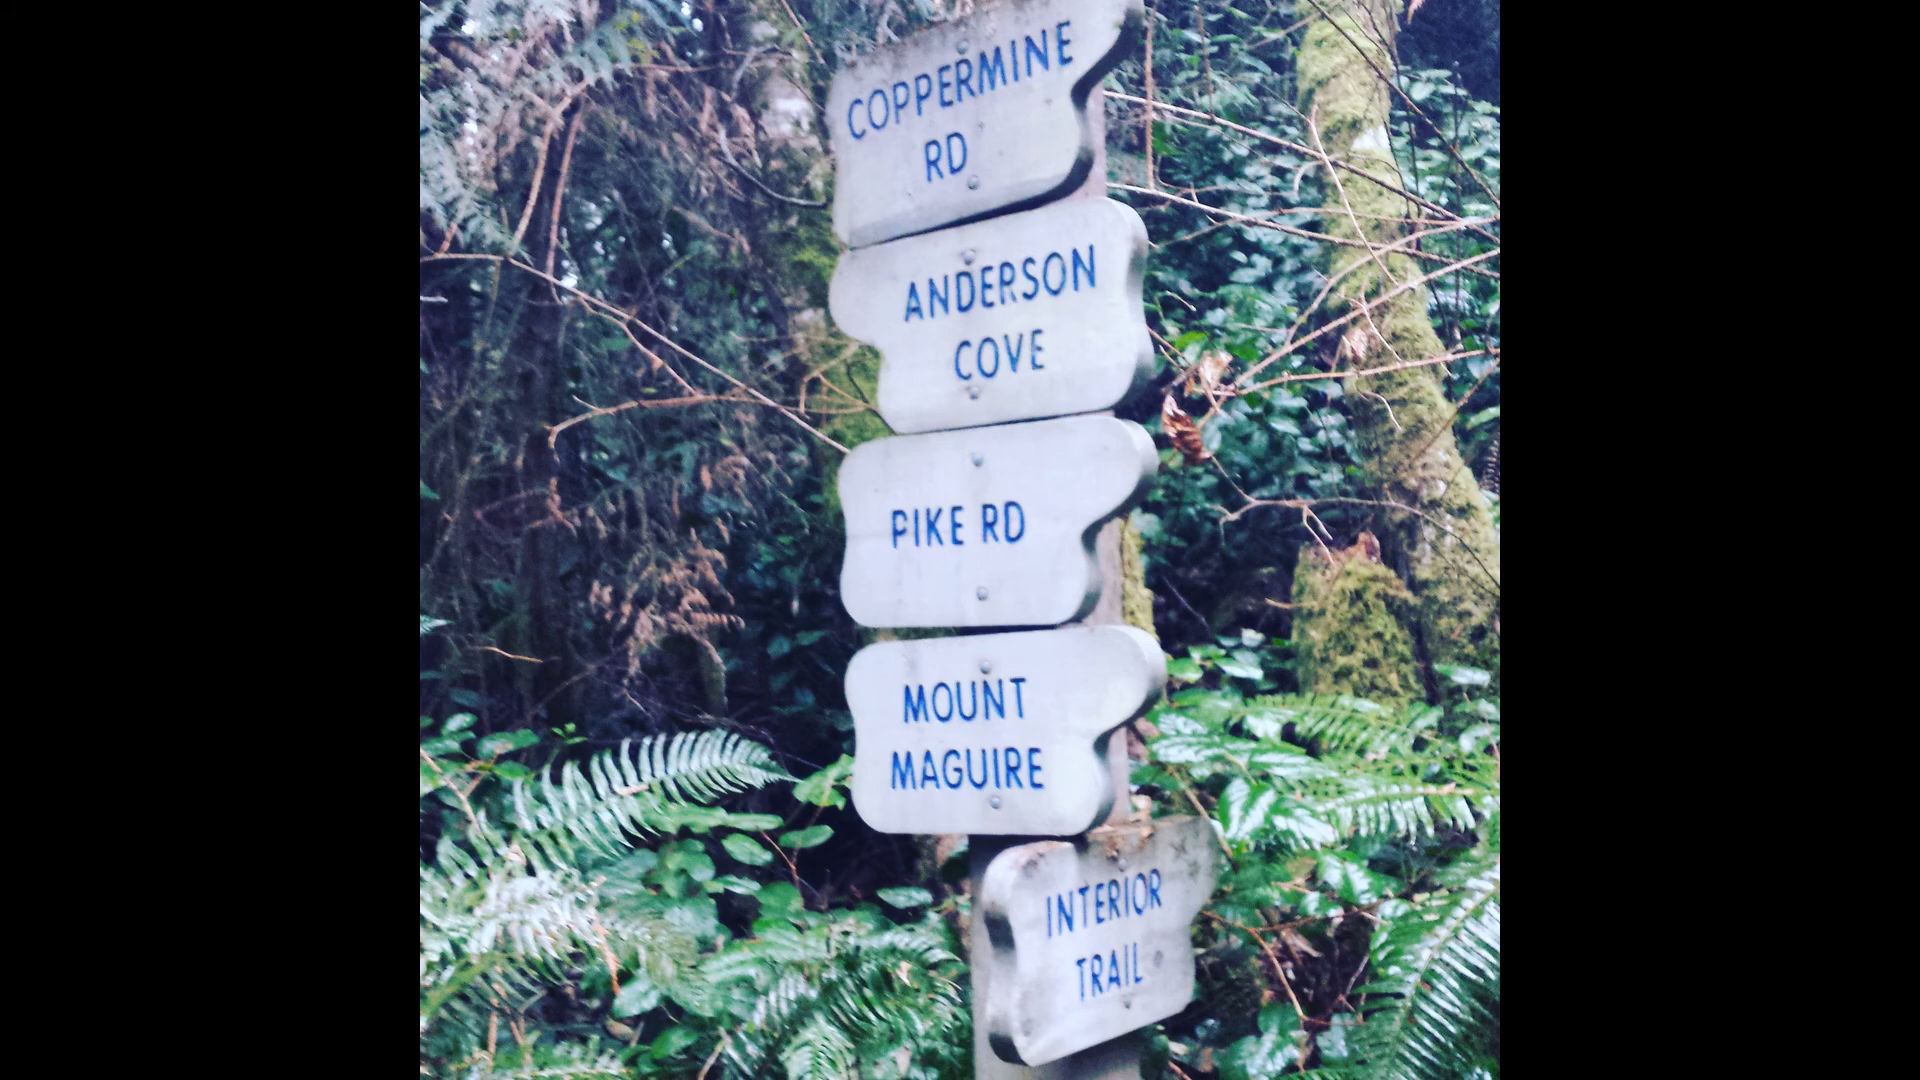 COPPERMINE
RD
ANDERSON
COVE
PIKE RD
MOUNT
MAGUIRE
INTERIOR
TRAIL